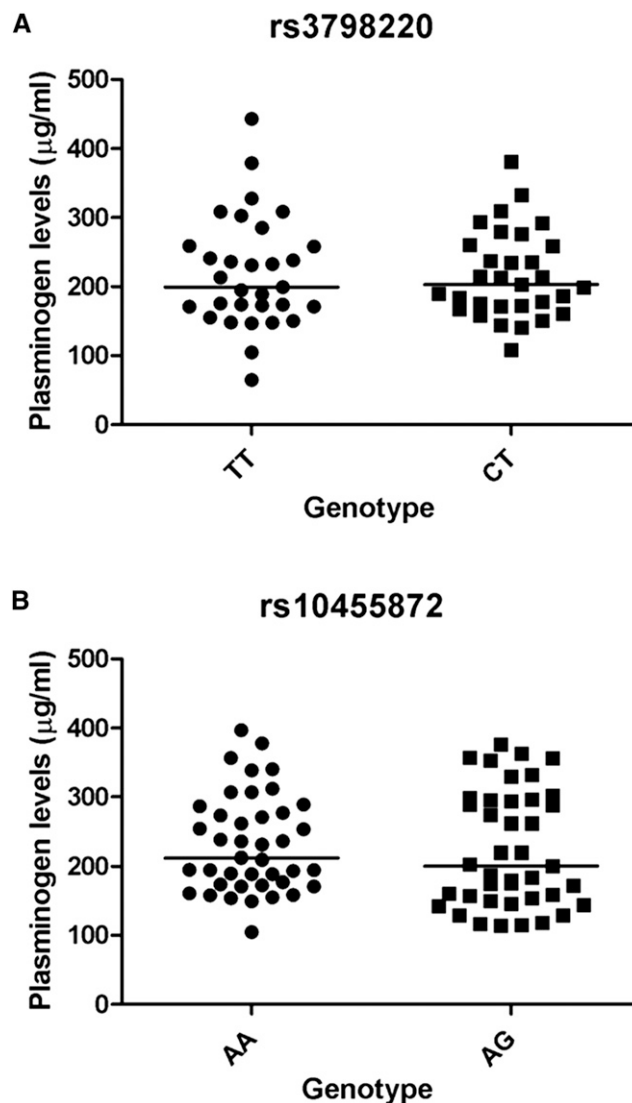 A
rs3798220
Plasminogen levels (μg/ml)
500
400
300
200
100
0
TT
CT
Genotype
B
rs10455872
Plasminogen levels (μg/ml)
500
400
300
200
100
0
AA
AG
Genotype